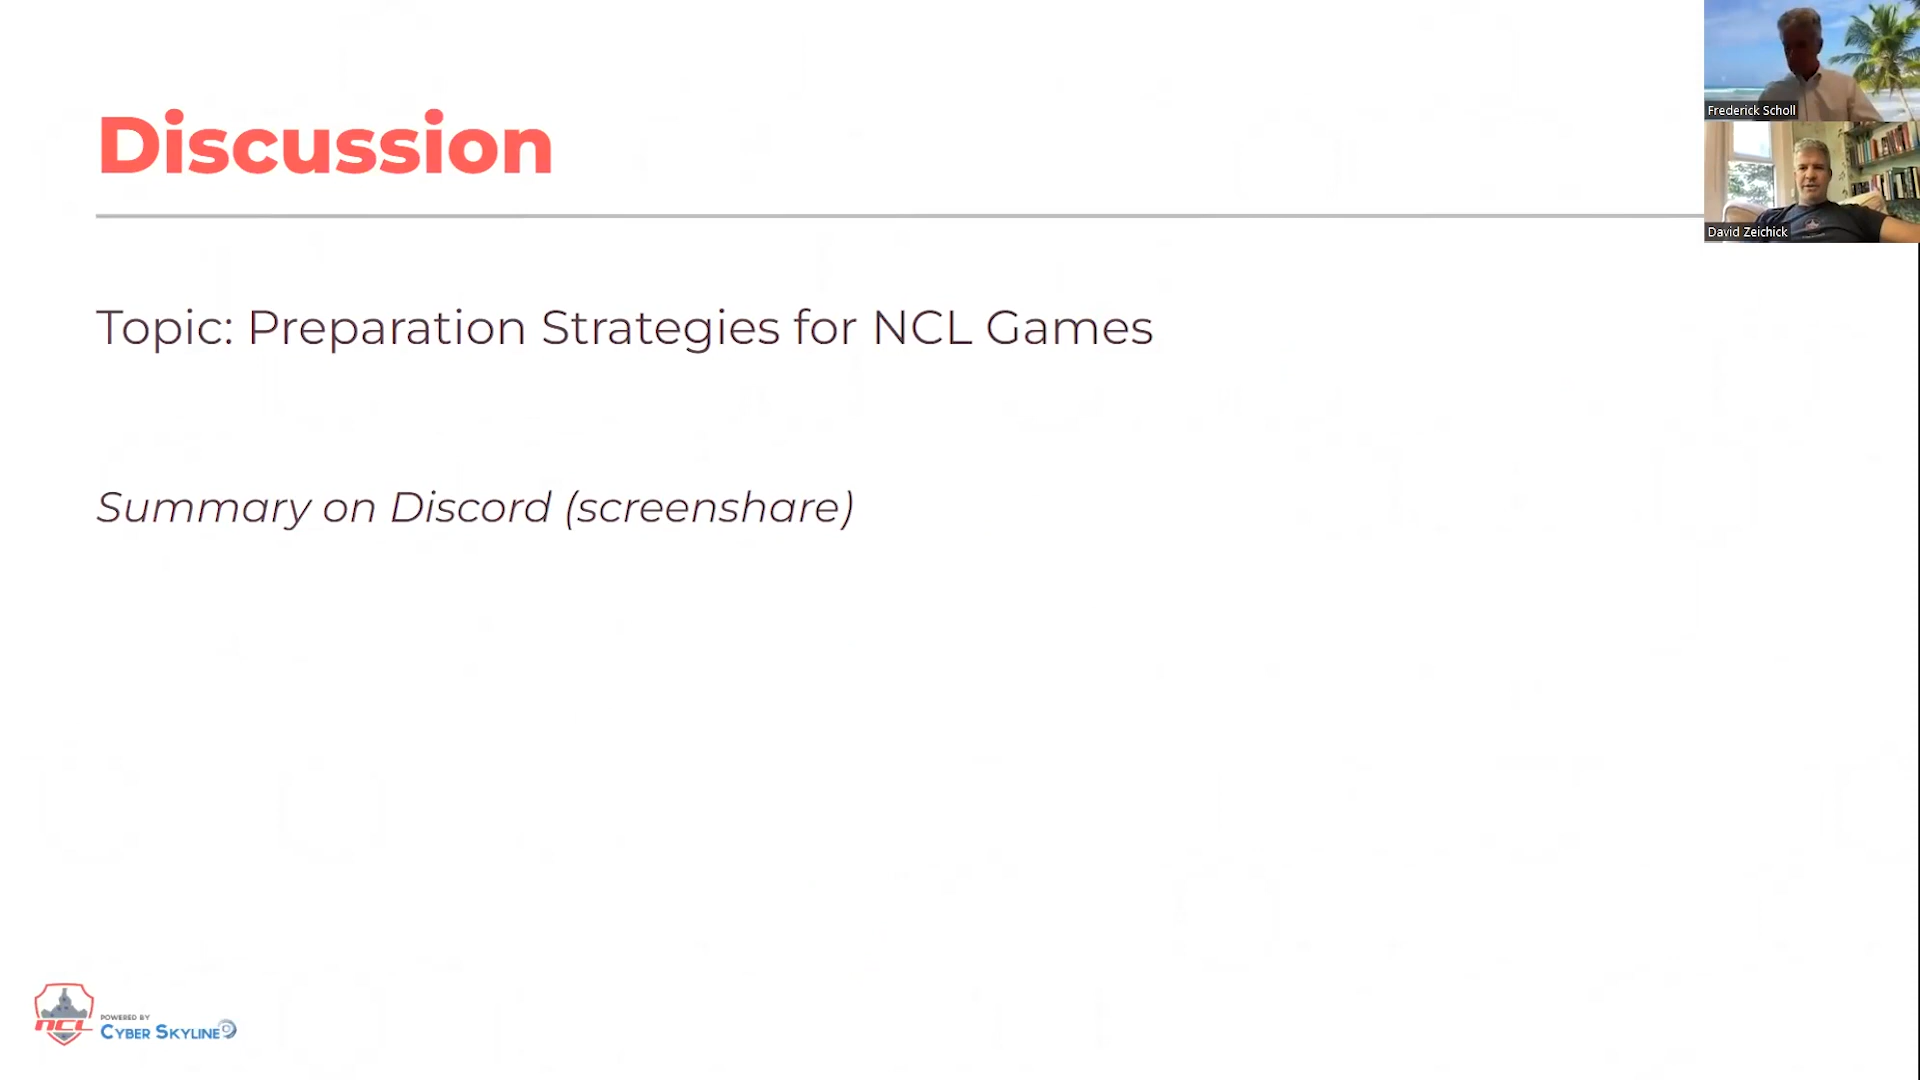 Discussion
Topic: Preparation Strategies for NCL Games
Summary on Discord (screenshare)
Frederick Scholl
David Zeichick
NCL
POWERED BY
CYBER SKYLINE